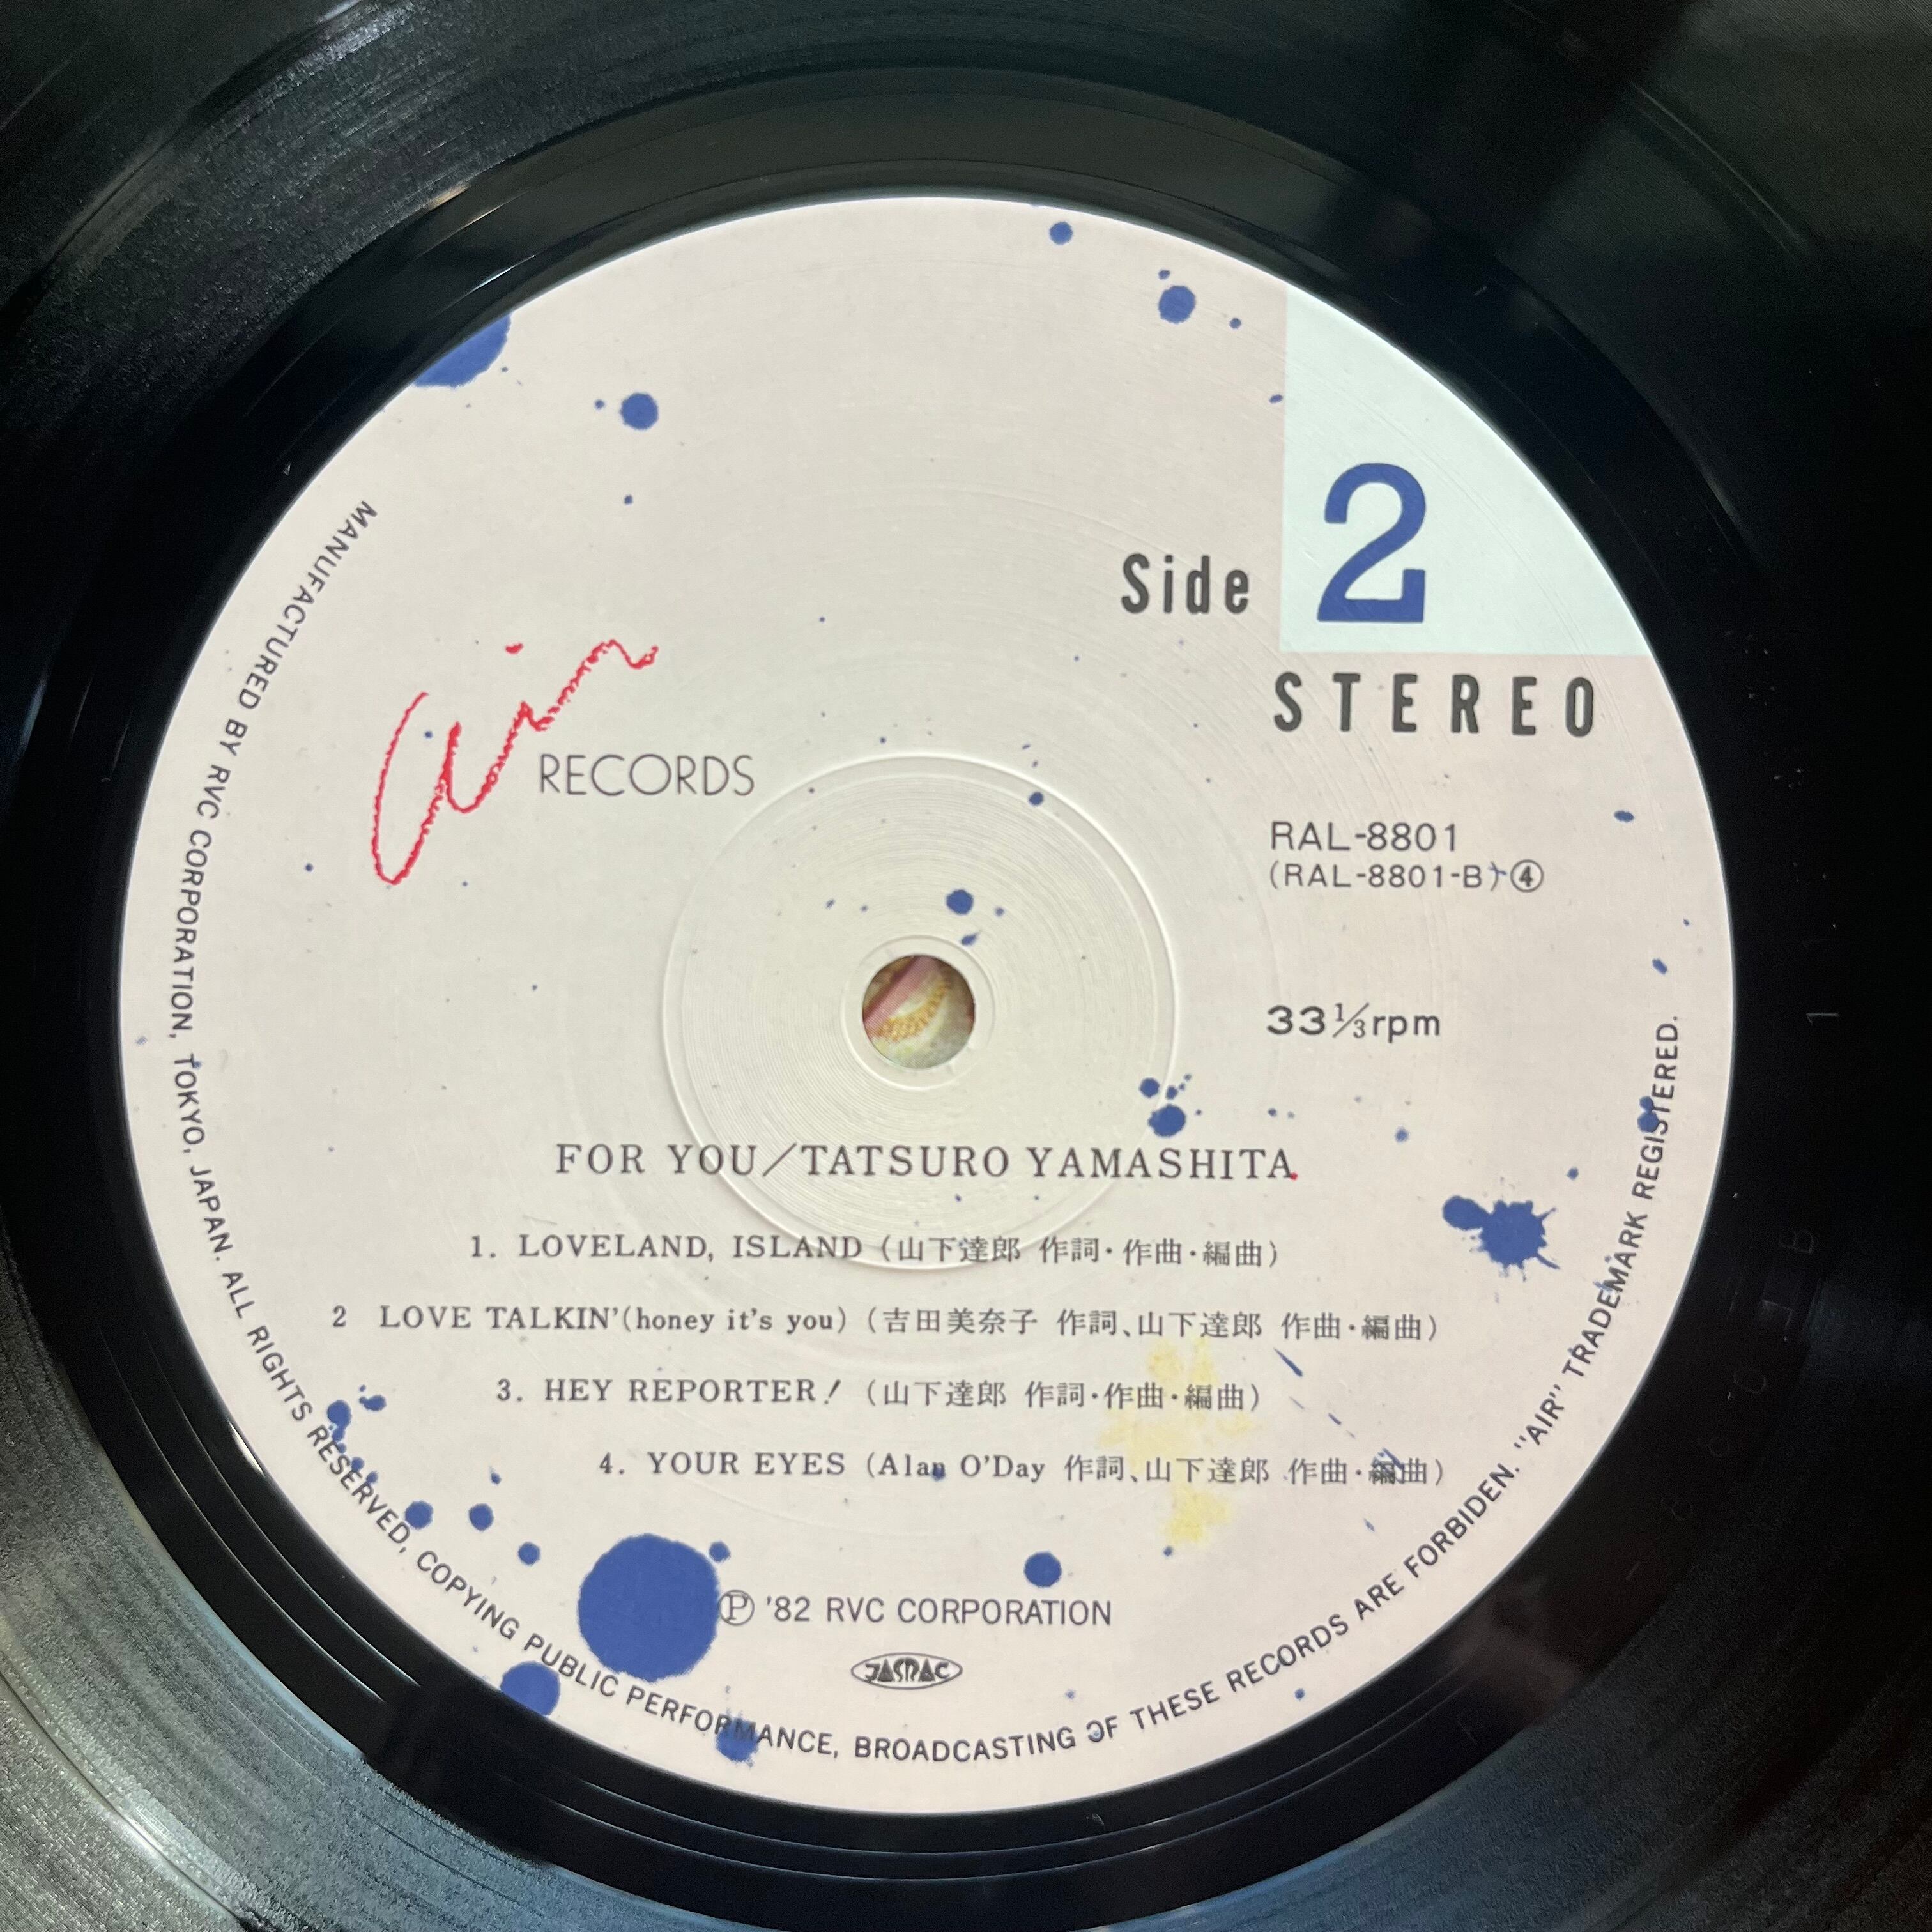 Side 2
STEREO
air RECORDS
RAL-8801
(RAL-8801-B) ④
33⅓rpm
FOR YOU/TATSURO YAMASHITA
1. LOVELAND, ISLAND (山下達郎 作詞・作曲・編曲)
2 LOVE TALKIN'(honey it's you) (吉田美奈子 作詞、山下達郎 作曲・編曲)
3. HEY REPORTER! (山下達郎 作詞・作曲・編曲)
4. YOUR EYES (Alan O'Day 作詞、山下達郎 作曲・編曲)
Ⓟ '82 RVC CORPORATION
JASRAC
MANUFACTURED BY RVC CORPORATION, TOKYO, JAPAN. ALL RIGHTS RESERVED, COPYING PUBLIC PERFORMANCE, BROADCASTING OF THESE RECORDS ARE FORBIDEN. "AIR" TRADEMARK REGISTERED.